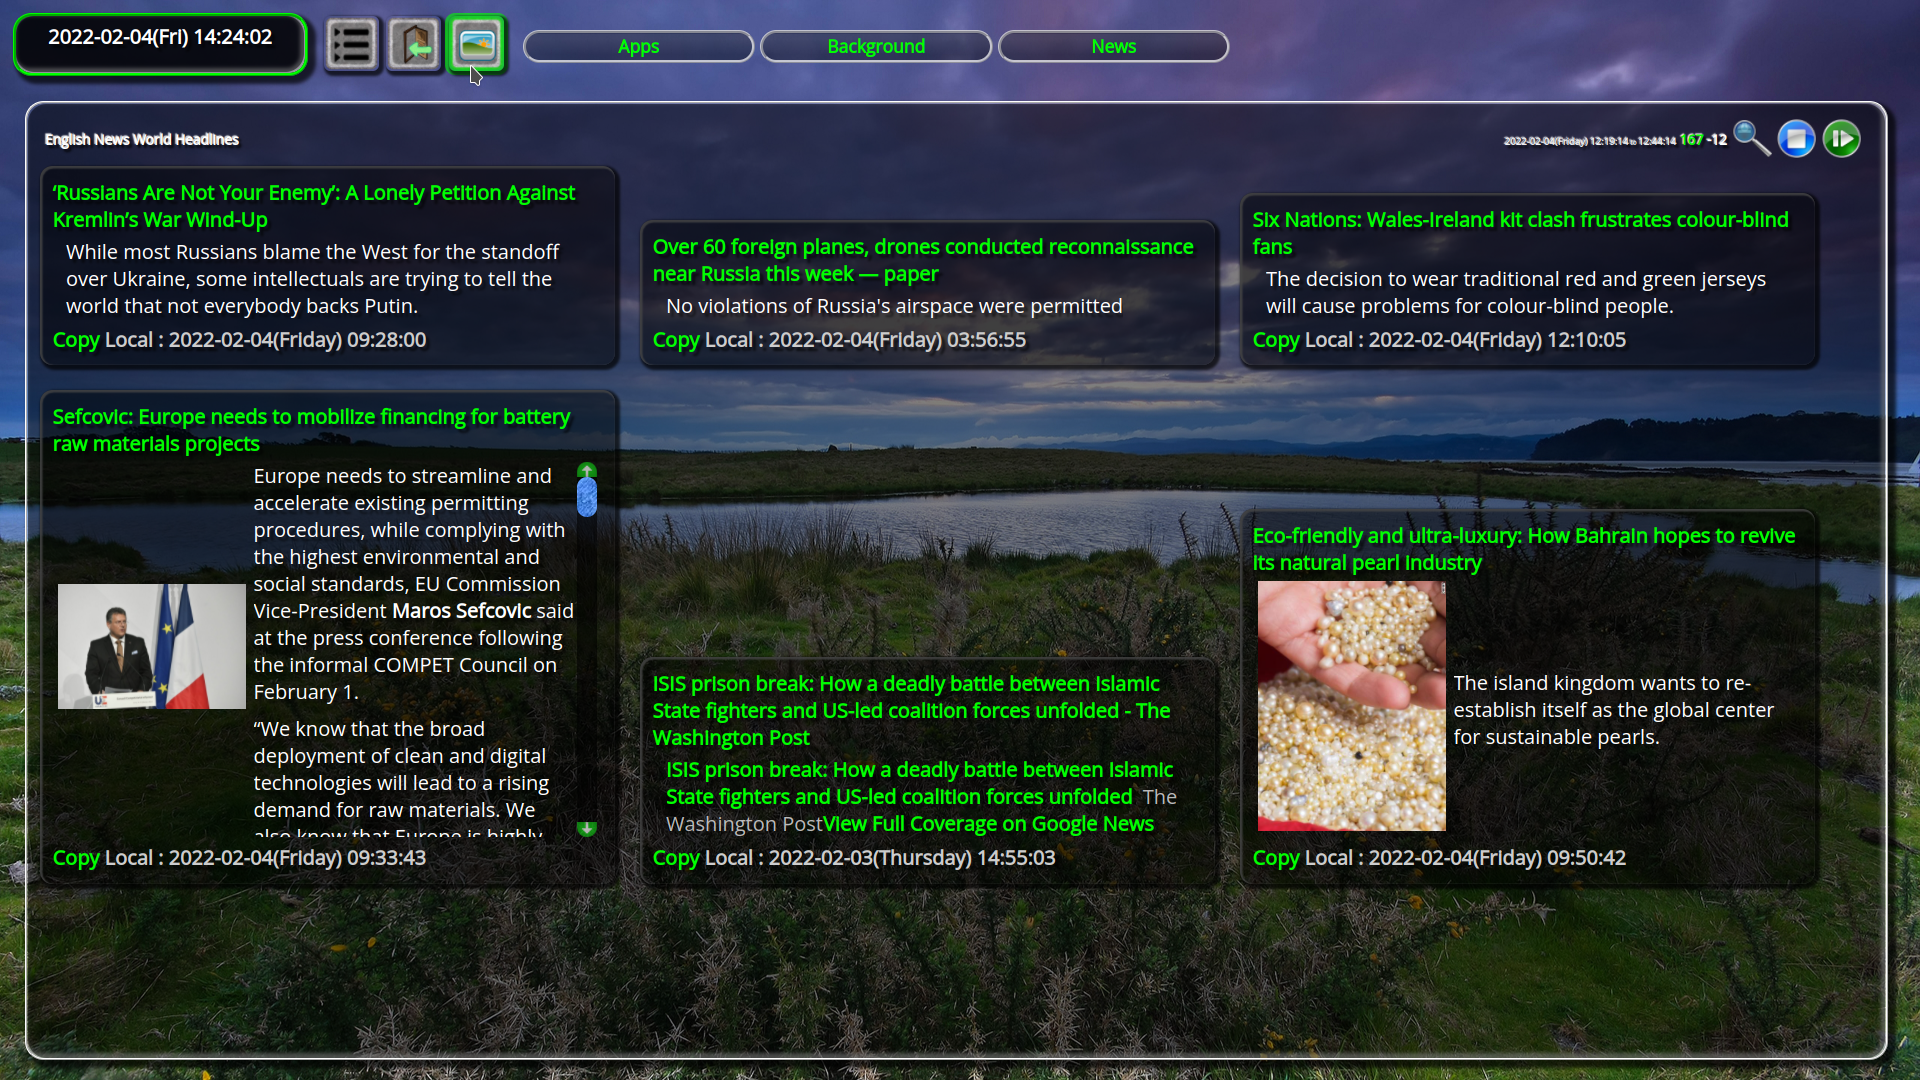 2022-02-04(Fri) 14:24:02
Apps
Background
News
English News World Headlines
2022-02-04(Friday) 12:19:14 to 12:44:14 167 -12
‘Russians Are Not Your Enemy’: A Lonely Petition Against
Kremlin’s War Wind-Up
While most Russians blame the West for the standoff
over Ukraine, some intellectuals are trying to tell the
world that not everybody backs Putin.
Copy Local : 2022-02-04(Friday) 09:28:00
Over 60 foreign planes, drones conducted reconnaissance
near Russia this week — paper
No violations of Russia's airspace were permitted
Copy Local : 2022-02-04(Friday) 03:56:55
Six Nations: Wales-Ireland kit clash frustrates colour-blind
fans
The decision to wear traditional red and green jerseys
will cause problems for colour-blind people.
Copy Local : 2022-02-04(Friday) 12:10:05
Sefcovic: Europe needs to mobilize financing for battery
raw materials projects
Europe needs to streamline and
accelerate existing permitting
procedures, while complying with
the highest environmental and
social standards, EU Commission
Vice-President Maros Sefcovic said
at the press conference following
the informal COMPET Council on
February 1.
“We know that the broad
deployment of clean and digital
technologies will lead to a rising
demand for raw materials. We
also know that Europe is highly
Copy Local : 2022-02-04(Friday) 09:33:43
ISIS prison break: How a deadly battle between Islamic
State fighters and US-led coalition forces unfolded - The
Washington Post
ISIS prison break: How a deadly battle between Islamic
State fighters and US-led coalition forces unfolded The
Washington PostView Full Coverage on Google News
Copy Local : 2022-02-03(Thursday) 14:55:03
Eco-friendly and ultra-luxury: How Bahrain hopes to revive
its natural pearl industry
The island kingdom wants to re-
establish itself as the global center
for sustainable pearls.
Copy Local : 2022-02-04(Friday) 09:50:42